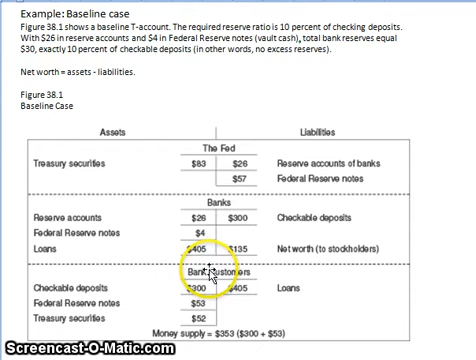 Example: Baseline case
Figure 38.1 shows a baseline T-account. The required reserve ratio is 10 percent of checking deposits.
With $26 in reserve accounts and $4 in Federal Reserve notes (vault cash), total bank reserves equal
$30, exactly 10 percent of checkable deposits (in other words, no excess reserves).
Net worth = assets - liabilities.
Figure 38.1
Baseline Case
Assets Liabilities
The Fed
Treasury securities $83 $26 Reserve accounts of banks
$57 Federal Reserve notes
Banks
Reserve accounts $26 $300 Checkable deposits
Federal Reserve notes $4
Loans $405 $135 Net worth (to stockholders)
Bank customers
Checkable deposits $300 $405 Loans
Federal Reserve notes $53
Treasury securities $52
Money supply = $353 ($300 + $53)
Screencast-O-Matic.com